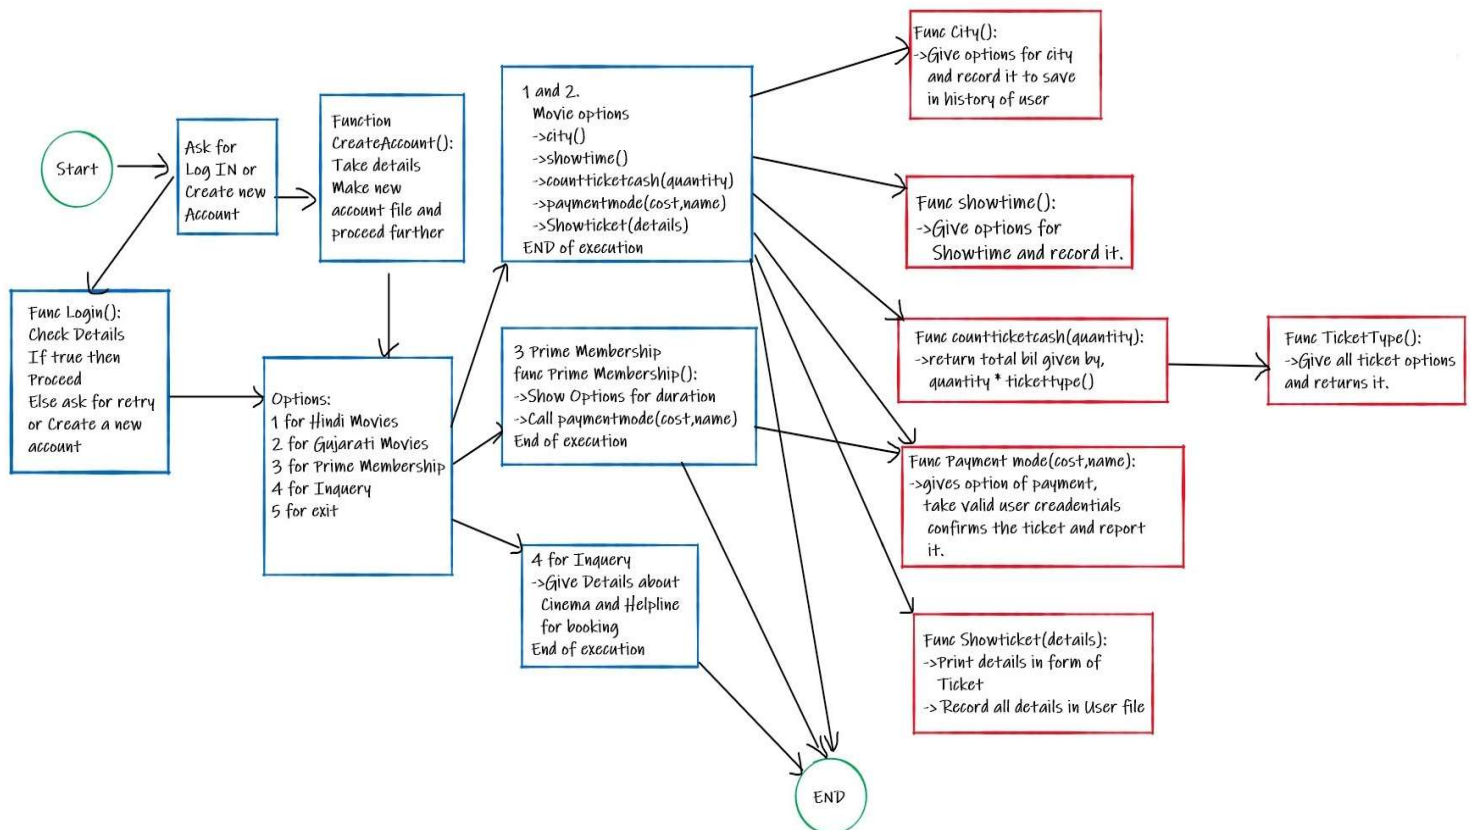 Start
Ask for
Log IN or
Create new
Account
Function
CreateAccount():
Take details
Make new
account file and
proceed further
Func Login():
Check Details
If true then
Proceed
Else ask for retry
or Create a new
account
Options:
1 for Hindi Movies
2 for Gujarati Movies
3 for Prime Membership
4 for Inquery
5 for exit
1 and 2.
Movie options
->city()
->showtime()
->countticketcash(quantity)
->paymentmode(cost,name)
->Showticket(details)
END of execution
3 Prime Membership
func Prime Membership():
->Show Options for duration
->Call paymentmode(cost,name)
End of execution
4 for Inquery
->Give Details about
Cinema and Helpline
for booking
End of execution
Func City():
->Give options for city
and record it to save
in history of user
Func showtime():
->Give options for
Showtime and record it.
Func countticketcash(quantity):
->return total bil given by,
quantity * tickettype()
Func TicketType():
->Give all ticket options
and returns it.
Func Payment mode(cost,name):
->gives option of payment,
take valid user creadentials
confirms the ticket and report
it.
Func Showticket(details):
->Print details in form of
Ticket
-> Record all details in User file
END